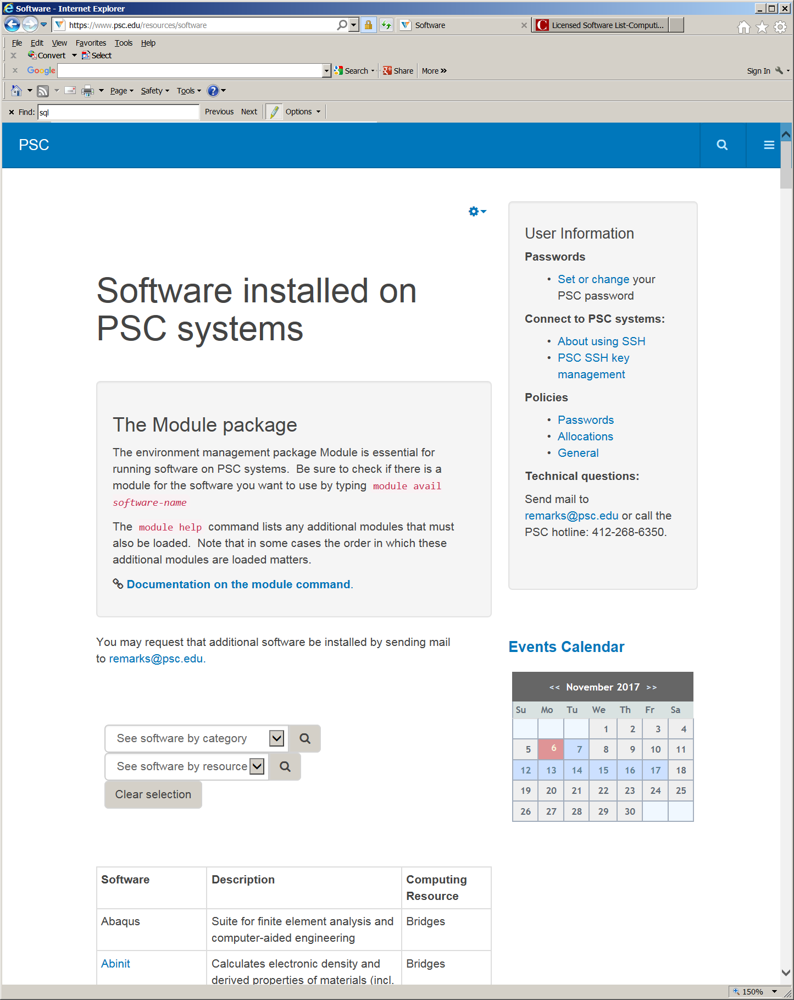 Software - Internet Explorer
https://www.psc.edu/resources/software
Software
Licensed Software List-Computi...
File Edit View Favorites Tools Help
x Convert Select
x Google Search Share More » Sign In
Page Safety Tools
x Find: sql Previous Next Options
PSC
Software installed on
PSC systems
The Module package
The environment management package Module is essential for
running software on PSC systems. Be sure to check if there is a
module for the software you want to use by typing module avail
software-name
The module help command lists any additional modules that must
also be loaded. Note that in some cases the order in which these
additional modules are loaded matters.
Documentation on the module command.
You may request that additional software be installed by sending mail
to remarks@psc.edu.
See software by category
See software by resource
Clear selection
Software Description Computing
Resource
Abaqus Suite for finite element analysis and Bridges
computer-aided engineering
Abinit Calculates electronic density and Bridges
derived properties of materials (incl.
User Information
Passwords
• Set or change your
PSC password
Connect to PSC systems:
• About using SSH
• PSC SSH key
management
Policies
• Passwords
• Allocations
• General
Technical questions:
Send mail to
remarks@psc.edu or call the
PSC hotline: 412-268-6350.
Events Calendar
<< November 2017 >>
Su Mo Tu We Th Fr Sa
1 2 3 4
5 6 7 8 9 10 11
12 13 14 15 16 17 18
19 20 21 22 23 24 25
26 27 28 29 30
150%